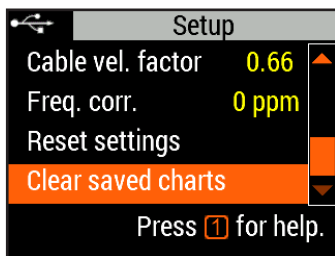 Setup
Cable vel. factor 0.66
Freq. corr. 0 ppm
Reset settings
Clear saved charts
Press 1 for help.